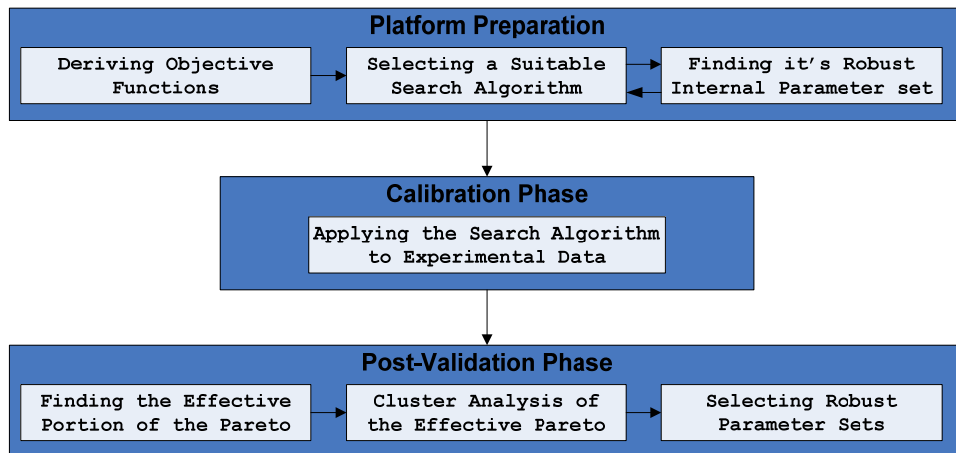 Platform Preparation
Deriving Objective
Functions
Selecting a Suitable
Search Algorithm
Finding it's Robust
Internal Parameter set
Calibration Phase
Applying the Search Algorithm
to Experimental Data
Post-Validation Phase
Finding the Effective
Portion of the Pareto
Cluster Analysis of
the Effective Pareto
Selecting Robust
Parameter Sets